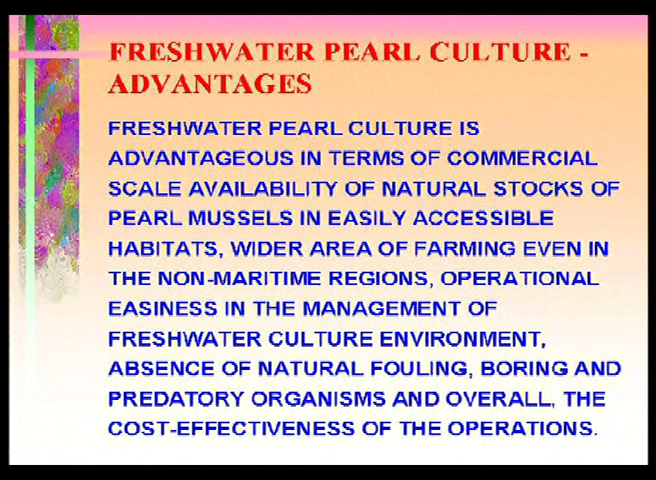 FRESHWATER PEARL CULTURE -
ADVANTAGES
FRESHWATER PEARL CULTURE IS
ADVANTAGEOUS IN TERMS OF COMMERCIAL
SCALE AVAILABILITY OF NATURAL STOCKS OF
PEARL MUSSELS IN EASILY ACCESSIBLE
HABITATS, WIDER AREA OF FARMING EVEN IN
THE NON-MARITIME REGIONS, OPERATIONAL
EASINESS IN THE MANAGEMENT OF
FRESHWATER CULTURE ENVIRONMENT,
ABSENCE OF NATURAL FOULING, BORING AND
PREDATORY ORGANISMS AND OVERALL, THE
COST-EFFECTIVENESS OF THE OPERATIONS.